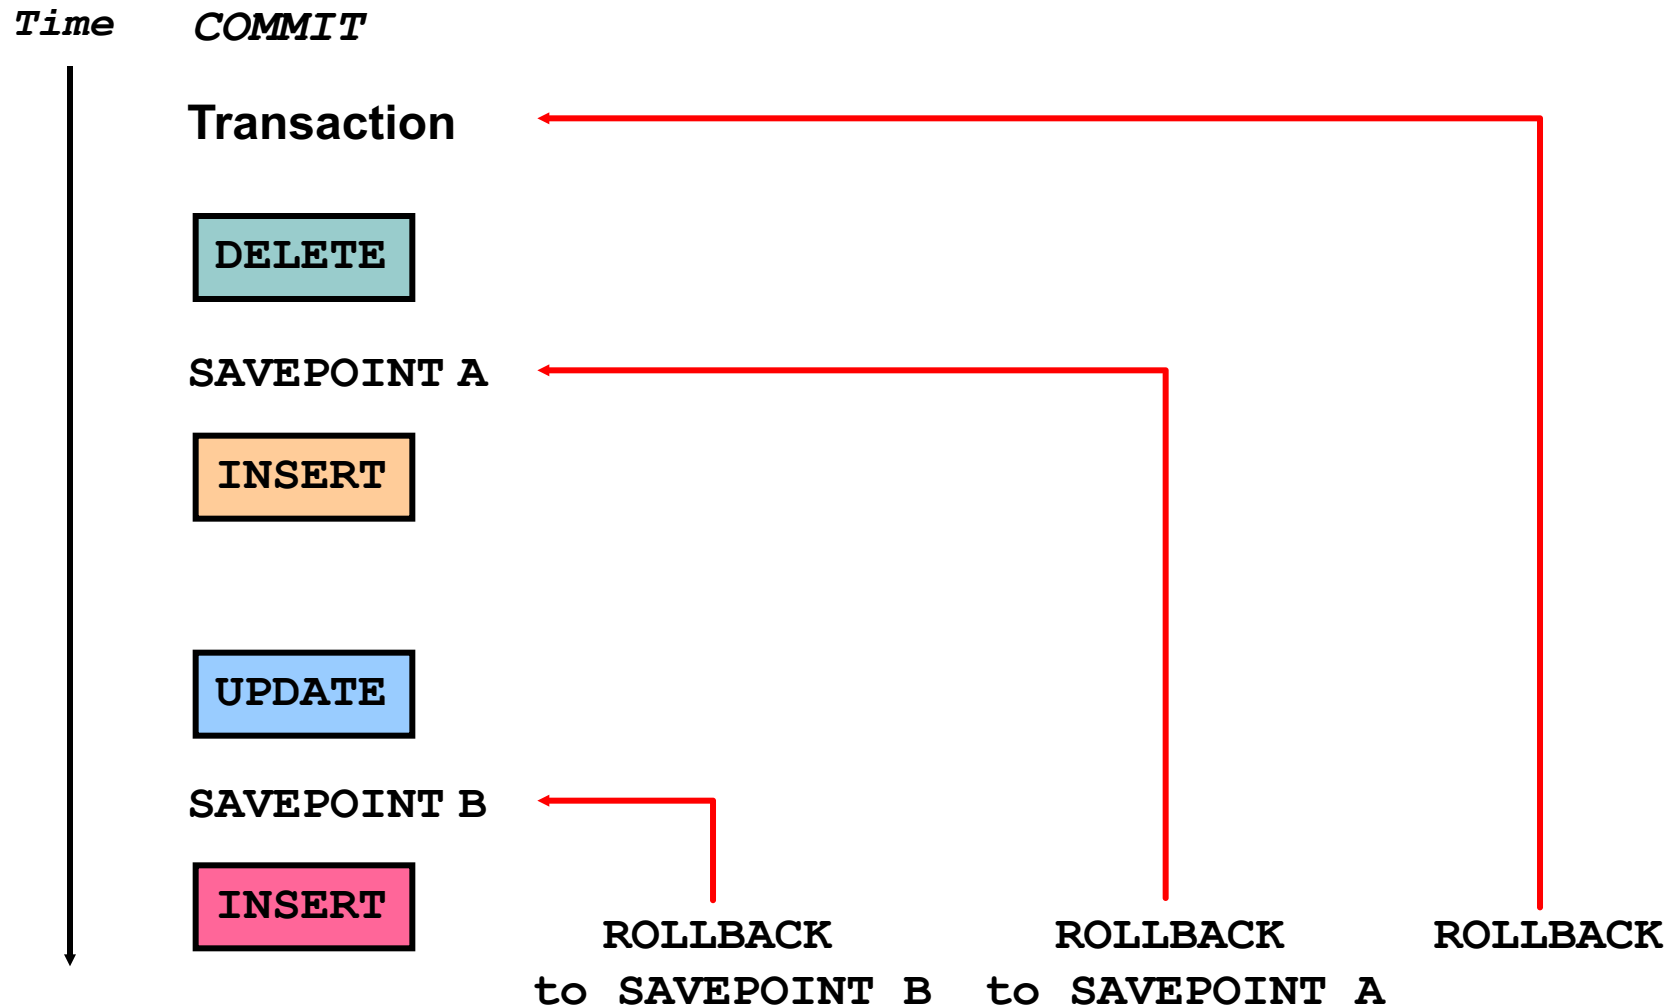 Time COMMIT
Transaction
DELETE
SAVEPOINT A
INSERT
UPDATE
SAVEPOINT B
INSERT
ROLLBACK ROLLBACK ROLLBACK
to SAVEPOINT B to SAVEPOINT A